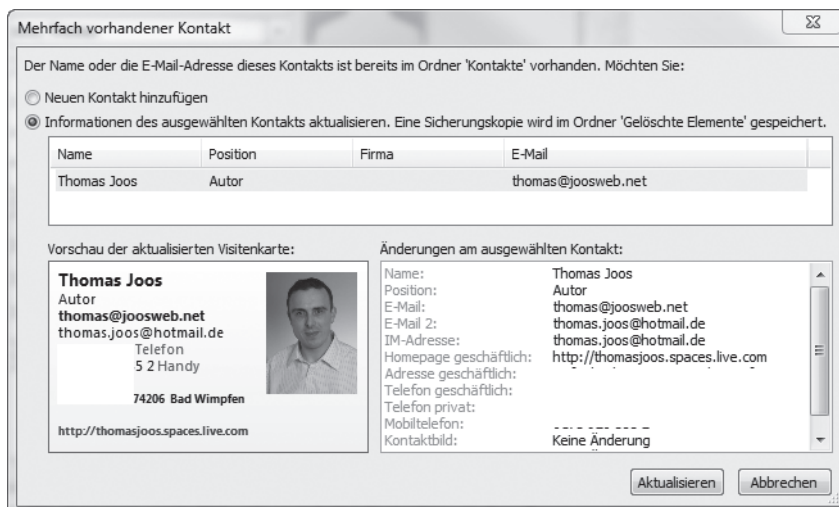 Mehrfach vorhandener Kontakt
Der Name oder die E-Mail-Adresse dieses Kontakts ist bereits im Ordner 'Kontakte' vorhanden. Möchten Sie:
Neuen Kontakt hinzufügen
Informationen des ausgewählten Kontakts aktualisieren. Eine Sicherungskopie wird im Ordner 'Gelöschte Elemente' gespeichert.
Name Position Firma E-Mail
Thomas Joos Autor thomas@joosweb.net
Vorschau der aktualisierten Visitenkarte:
Thomas Joos
Autor
thomas@joosweb.net
thomas.joos@hotmail.de
Telefon
5 2 Handy
74206 Bad Wimpfen
http://thomasjoos.spaces.live.com
Änderungen am ausgewählten Kontakt:
Name: Thomas Joos
Position: Autor
E-Mail: thomas@joosweb.net
E-Mail 2: thomas.joos@hotmail.de
IM-Adresse: thomas.joos@hotmail.de
Homepage geschäftlich: http://thomasjoos.spaces.live.com
Adresse geschäftlich:
Telefon geschäftlich:
Telefon privat:
Mobiltelefon:
Kontaktbild: Keine Änderung
Aktualisieren Abbrechen